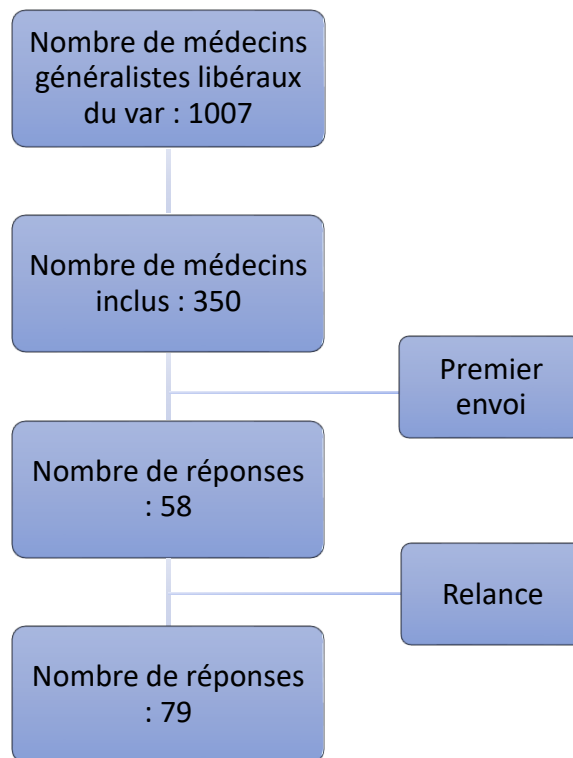 Nombre de médecins
généralistes libéraux
du var : 1007
Nombre de médecins
inclus : 350
Premier
envoi
Nombre de réponses
: 58
Relance
Nombre de réponses
: 79